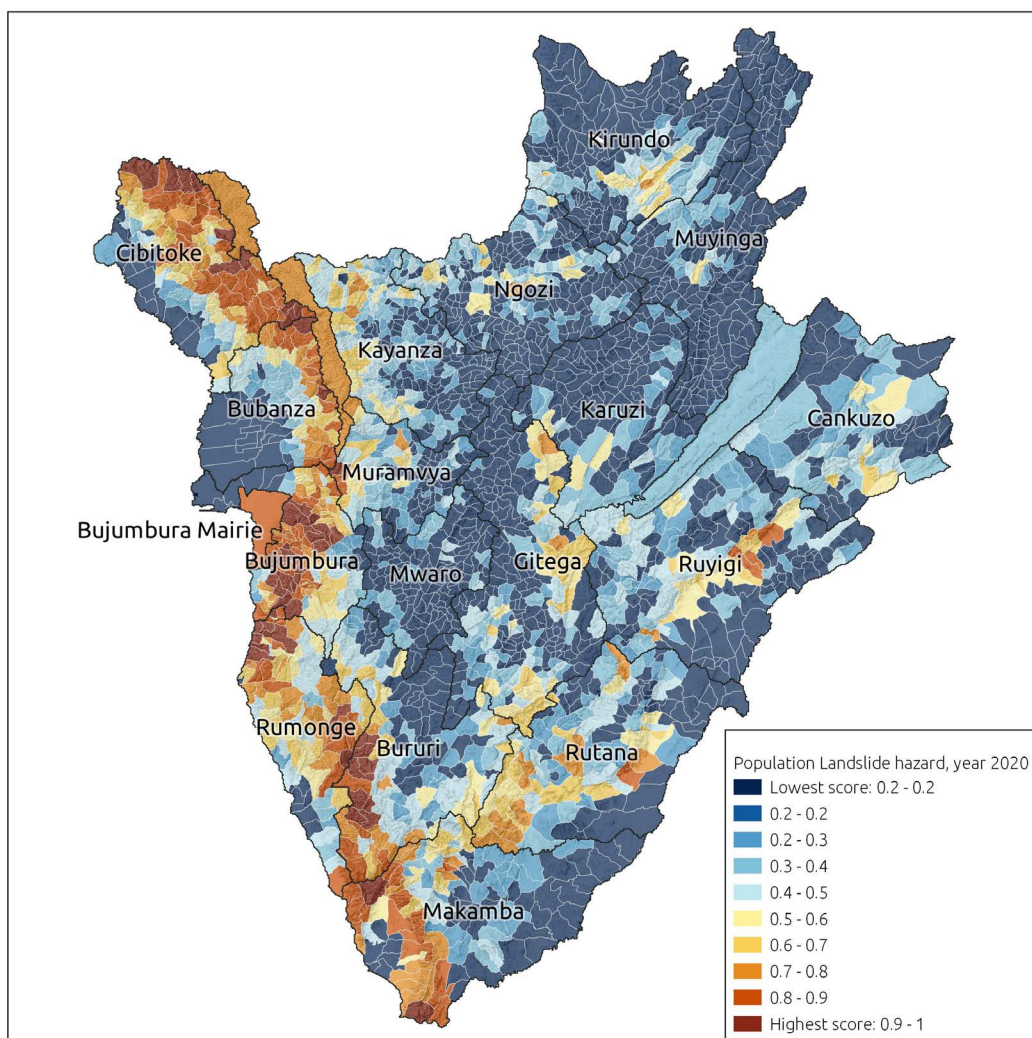 Kirundo
Cibitoke
Muyinga
Ngozi
Kayanza
Bubanza
Karuzi
Cankuzo
Muramvya
Bujumbura Mairie
Bujumbura
Mwaro
Gitega
Ruyigi
Rumonge
Bururi
Rutana
Makamba
Population Landslide hazard, year 2020
Lowest score: 0.2 - 0.2
0.2 - 0.2
0.2 - 0.3
0.3 - 0.4
0.4 - 0.5
0.5 - 0.6
0.6 - 0.7
0.7 - 0.8
0.8 - 0.9
Highest score: 0.9 - 1